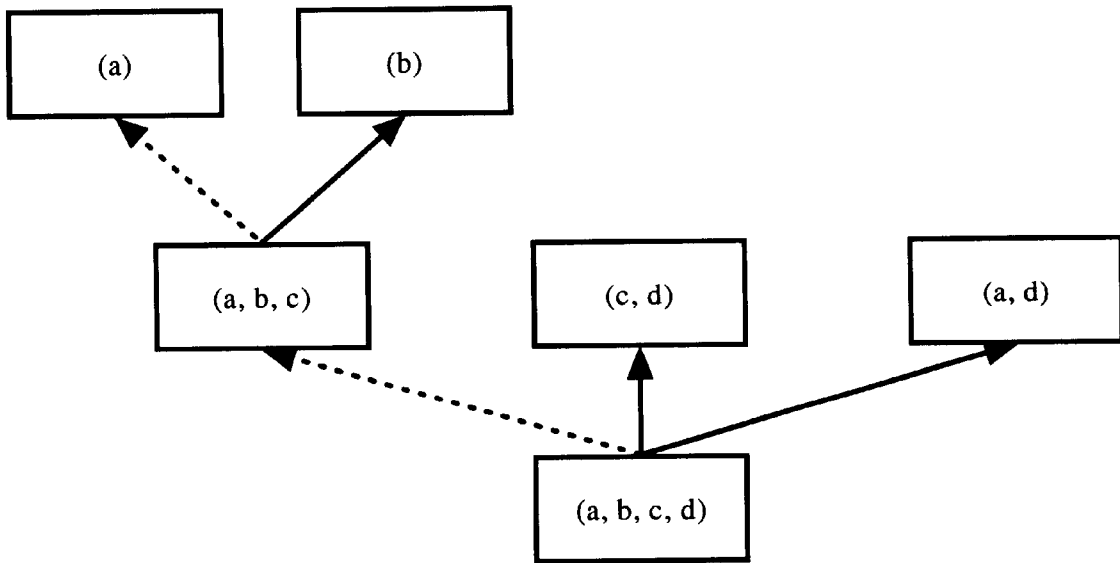 (a)
(b)
(a, b, c)
(c, d)
(a, d)
(a, b, c, d)